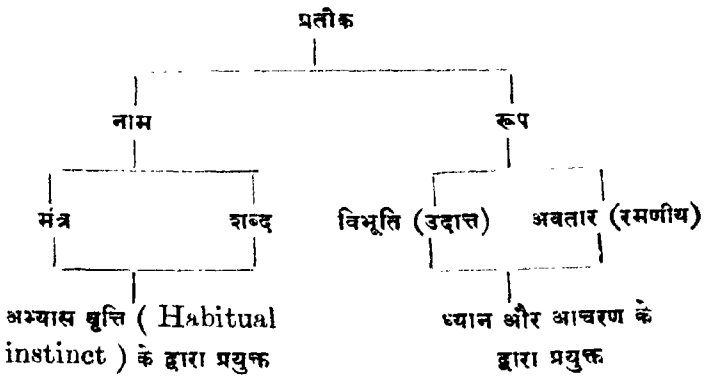 प्रतीक
नाम रूप
मंत्र शब्द विभूति (उदात्त) अवतार (रमणीय)
अभ्यास वृत्ति ( Habitual
instinct ) के द्वारा प्रयुक्त
ध्यान और आचरण के
द्वारा प्रयुक्त